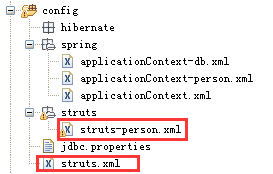 config
hibernate
spring
applicationContext-db.xml
applicationContext-person.xml
applicationContext.xml
struts
struts-person.xml
jdbc.properties
struts.xml